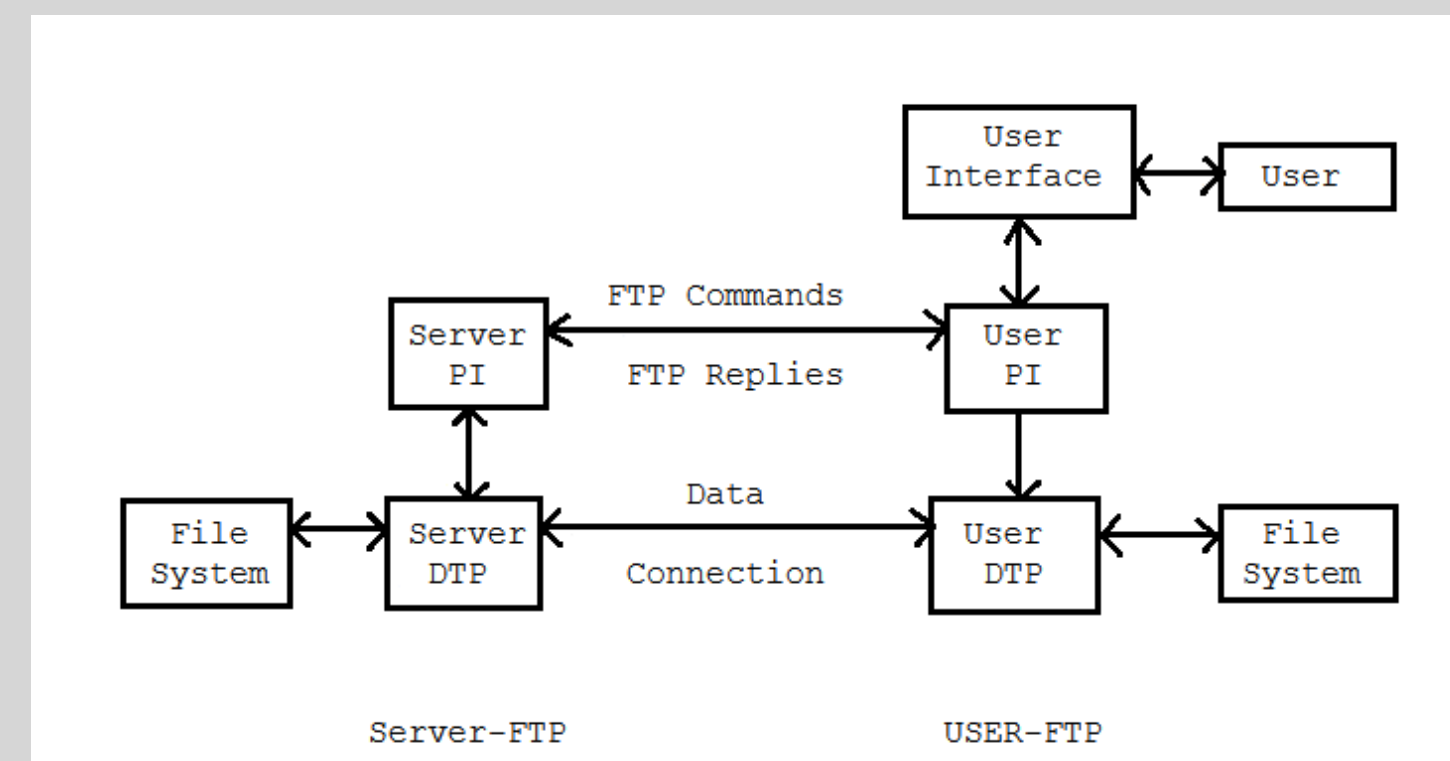 User
Interface
User
FTP Commands
Server
PI
User
PI
FTP Replies
Data
File
System
Server
DTP
User
DTP
File
System
Connection
Server-FTP
USER-FTP